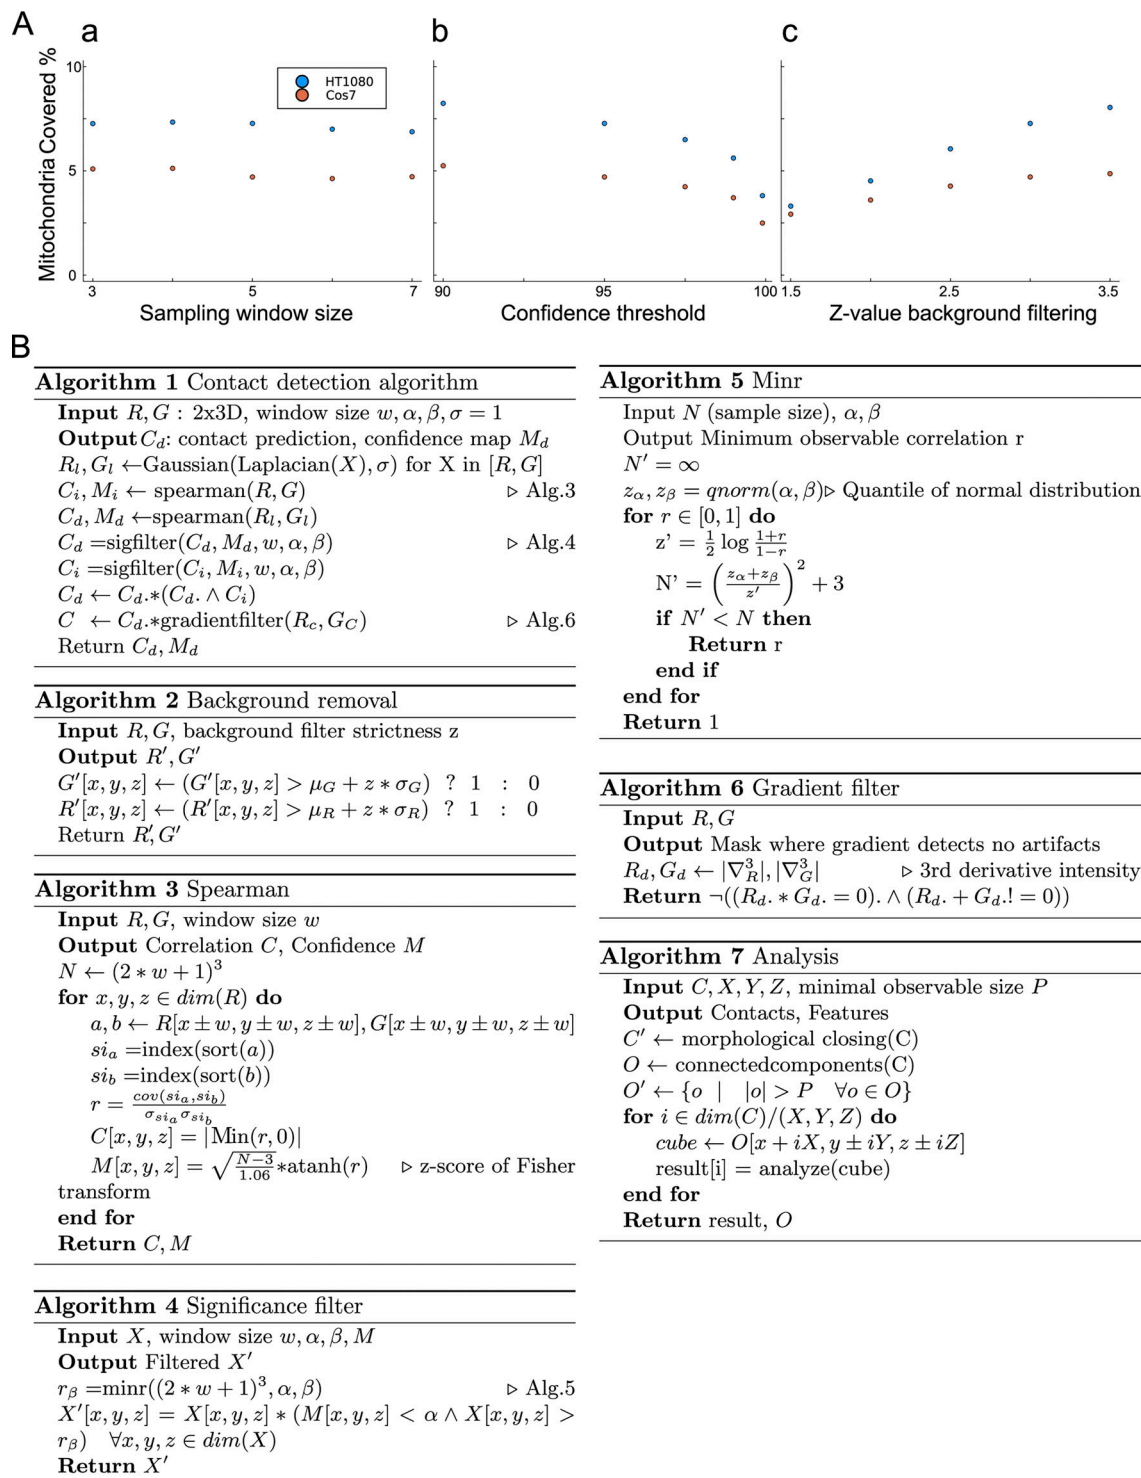 A
a
b
c
Mitochondria Covered %
10
5
0
HT1080
Cos7
3
5
7
90
95
100
1.5
2.5
3.5
Sampling window size
Confidence threshold
Z-value background filtering
B
Algorithm 1 Contact detection algorithm
Input R, G : 2x3D, window size w, α, β, σ = 1
Output C_d: contact prediction, confidence map M_d
R_l, G_l ←Gaussian(Laplacian(X), σ) for X in [R, G]
C_i, M_i ← spearman(R, G) ▷ Alg.3
C_d, M_d ←spearman(R_l, G_l)
C_d =sigfilter(C_d, M_d, w, α, β) ▷ Alg.4
C_i =sigfilter(C_i, M_i, w, α, β)
C_d ← C_d.*(C_d. ∧ C_i)
C ← C_d.*gradientfilter(R_c, G_C) ▷ Alg.6
Return C_d, M_d
Algorithm 2 Background removal
Input R, G, background filter strictness z
Output R′, G′
G′[x, y, z] ← (G′[x, y, z] > μ_G + z ∗ σ_G) ? 1 : 0
R′[x, y, z] ← (R′[x, y, z] > μ_R + z ∗ σ_R) ? 1 : 0
Return R′, G′
Algorithm 3 Spearman
Input R, G, window size w
Output Correlation C, Confidence M
N ← (2 ∗ w + 1)^3
for x, y, z ∈ dim(R) do
a, b ← R[x ± w, y ± w, z ± w], G[x ± w, y ± w, z ± w]
si_a =index(sort(a))
si_b =index(sort(b))
r = cov(si_a,si_b) / σ_{si_a} σ_{si_b}
C[x, y, z] = |Min(r, 0)|
M[x, y, z] = √((N−3)/1.06)∗atanh(r) ▷ z-score of Fisher
transform
end for
Return C, M
Algorithm 4 Significance filter
Input X, window size w, α, β, M
Output Filtered X′
r_β =minr((2 ∗ w + 1)^3, α, β) ▷ Alg.5
X′[x, y, z] = X[x, y, z] ∗ (M[x, y, z] < α ∧ X[x, y, z] >
r_β) ∀x, y, z ∈ dim(X)
Return X′
Algorithm 5 Minr
Input N (sample size), α, β
Output Minimum observable correlation r
N′ = ∞
z_α, z_β = qnorm(α, β)▷ Quantile of normal distribution
for r ∈ [0, 1] do
z' = 1/2 log (1+r)/(1−r)
N' = ((z_α+z_β)/z′)^2 + 3
if N′ < N then
Return r
end if
end for
Return 1
Algorithm 6 Gradient filter
Input R, G
Output Mask where gradient detects no artifacts
R_d, G_d ← |∇^3_R|, |∇^3_G| ▷ 3rd derivative intensity
Return ¬((R_d. ∗ G_d. = 0). ∧ (R_d. + G_d.! = 0))
Algorithm 7 Analysis
Input C, X, Y, Z, minimal observable size P
Output Contacts, Features
C′ ← morphological closing(C)
O ← connectedcomponents(C)
O′ ← {o | |o| > P ∀o ∈ O}
for i ∈ dim(C)/(X, Y, Z) do
cube ← O[x + iX, y ± iY, z ± iZ]
result[i] = analyze(cube)
end for
Return result, O